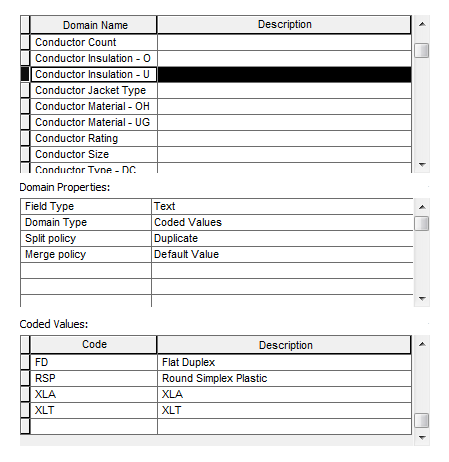 Domain Name Description
Conductor Count
Conductor Insulation - O
Conductor Insulation - U
Conductor Jacket Type
Conductor Material - OH
Conductor Material - UG
Conductor Rating
Conductor Size
Conductor Type - DC
Domain Properties:
Field Type Text
Domain Type Coded Values
Split policy Duplicate
Merge policy Default Value
Coded Values:
Code Description
FD Flat Duplex
RSP Round Simplex Plastic
XLA XLA
XLT XLT